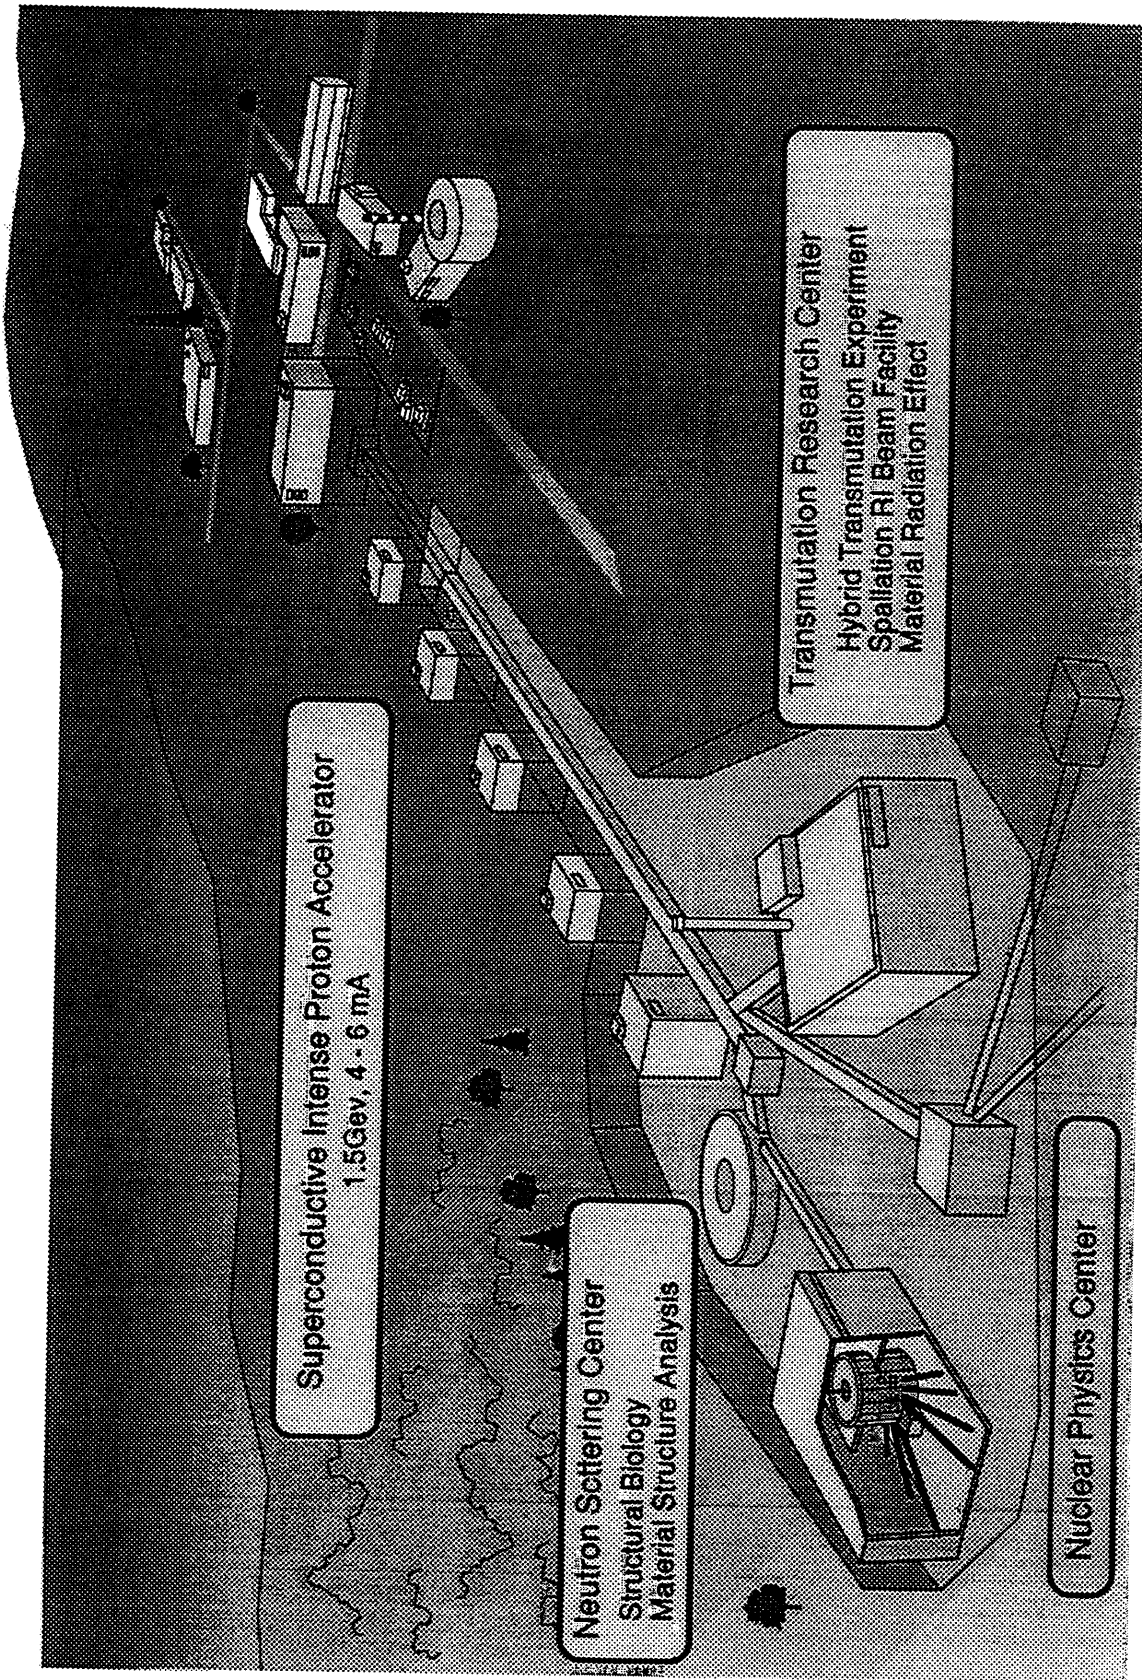 Superconductive Intense Proton Accelerator
1.5Gev, 4 - 6 mA
Neutron Scttering Center
Structural Biology
Material Structure Analysis
Transmutation Research Center
Hybrid Transmutation Experiment
Spallation RI Beam Facility
Material Radiation Effect
Nuclear Physics Center